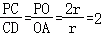 PC/CD = PO/OA = 2r/r = 2